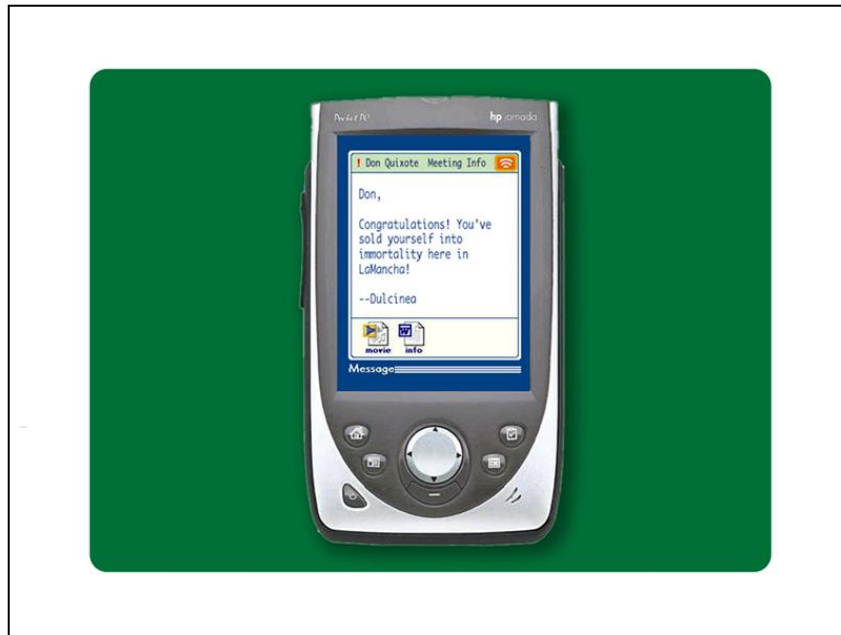 Pocket PC hp jornada
! Don Quixote Meeting Info
Don,
Congratulations! You've
sold yourself into
immortality here in
LaMancha!
--Dulcinea
W
movie info
Message